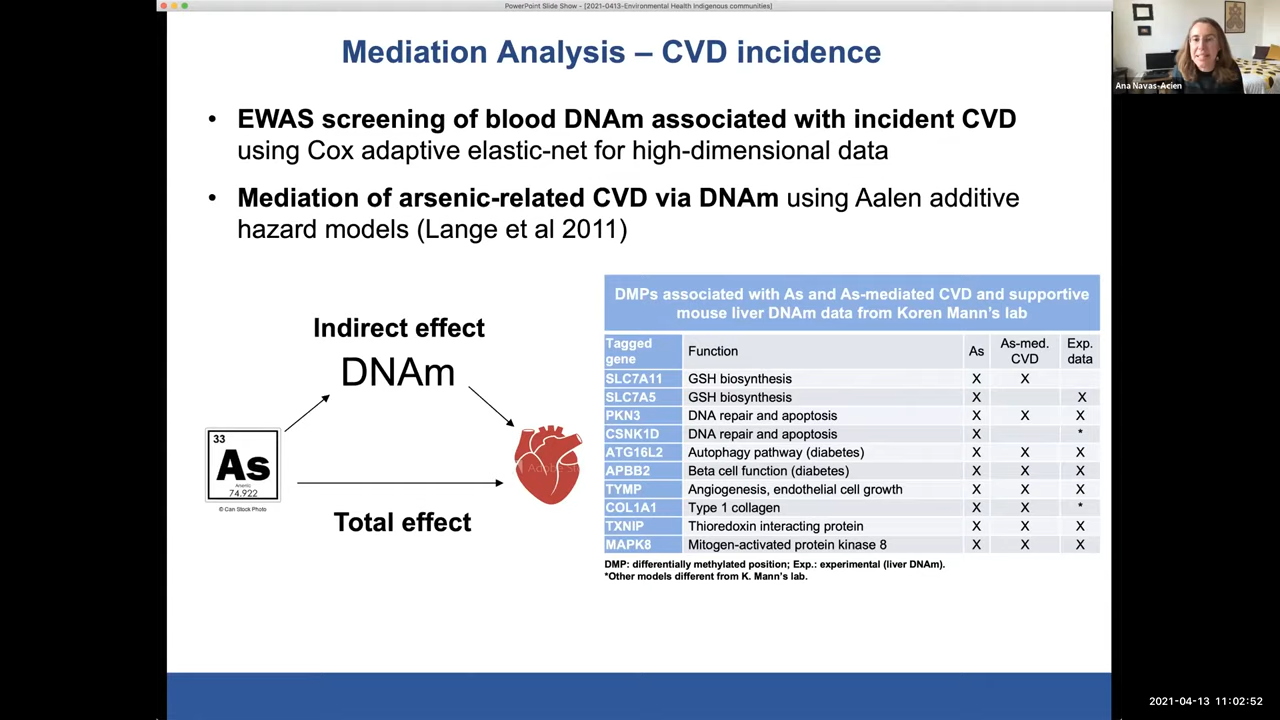 PowerPoint Slide Show - [2021-0413-Environmental Health Indigenous communities]
Mediation Analysis – CVD incidence
• EWAS screening of blood DNAm associated with incident CVD
using Cox adaptive elastic-net for high-dimensional data
• Mediation of arsenic-related CVD via DNAm using Aalen additive
hazard models (Lange et al 2011)
Indirect effect
DNAm
33
As
Arsenic
74.922
© Can Stock Photo
Total effect
DMPs associated with As and As-mediated CVD and supportive
mouse liver DNAm data from Koren Mann's lab
Tagged gene Function As As-med. CVD Exp. data
SLC7A11 GSH biosynthesis X X
SLC7A5 GSH biosynthesis X X
PKN3 DNA repair and apoptosis X X X
CSNK1D DNA repair and apoptosis X *
ATG16L2 Autophagy pathway (diabetes) X X X
APBB2 Beta cell function (diabetes) X X X
TYMP Angiogenesis, endothelial cell growth X X X
COL1A1 Type 1 collagen X X *
TXNIP Thioredoxin interacting protein X X X
MAPK8 Mitogen-activated protein kinase 8 X X X
DMP: differentially methylated position; Exp.: experimental (liver DNAm).
*Other models different from K. Mann's lab.
Ana Navas-Acien
2021-04-13 11:02:52